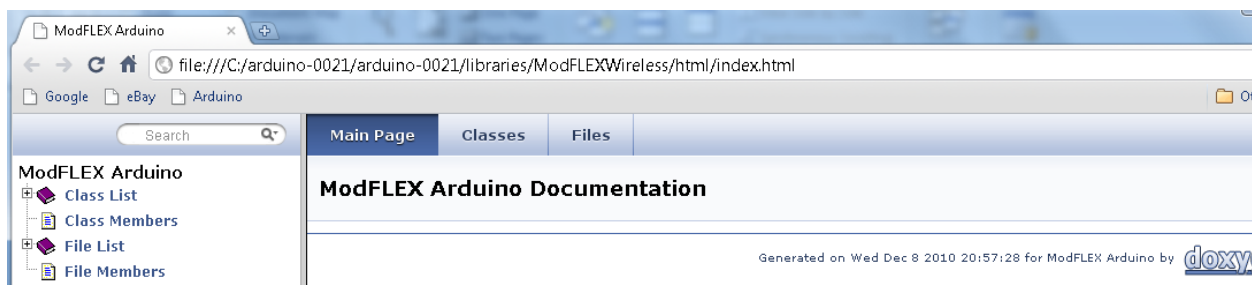 ModFLEX Arduino
file:///C:/arduino-0021/arduino-0021/libraries/ModFLEXWireless/html/index.html
Google eBay Arduino
Search Main Page Classes Files
ModFLEX Arduino
ModFLEX Arduino Documentation
Class List
Class Members
File List
File Members
Generated on Wed Dec 8 2010 20:57:28 for ModFLEX Arduino by